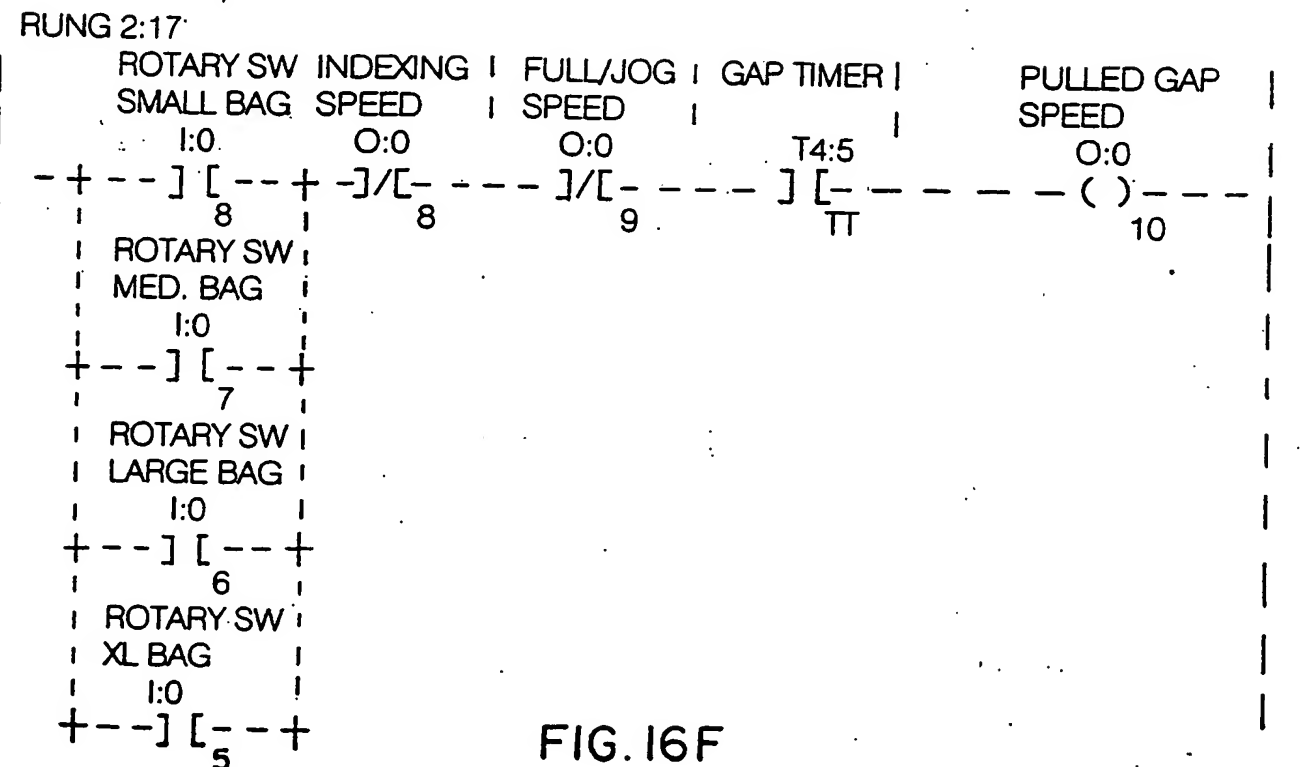 RUNG 2:17
ROTARY SW INDEXING | FULL/JOG | GAP TIMER | PULLED GAP |
SMALL BAG SPEED | SPEED | | SPEED
I:0 O:0 O:0 T4:5 O:0
-+--] [--+-]/[----]/[-----] [------( )---
8 8 9 TT 10
ROTARY SW
MED. BAG
I:0
+--] [--+
7
ROTARY SW
LARGE BAG
I:0
+--] [--+
6
ROTARY SW
XL BAG
I:0
+--] [--+
5
FIG. 16F